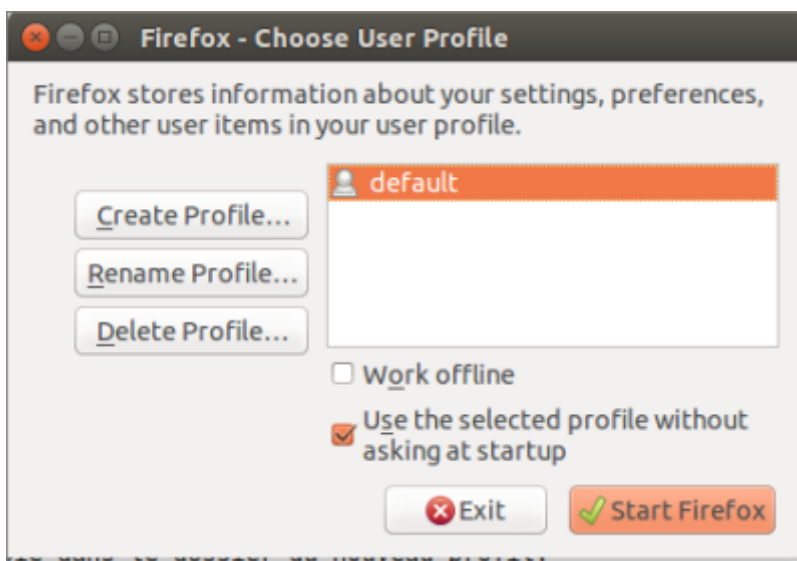 Firefox - Choose User Profile
Firefox stores information about your settings, preferences,
and other user items in your user profile.
default
Create Profile...
Rename Profile...
Delete Profile...
Work offline
Use the selected profile without
asking at startup
Exit
Start Firefox